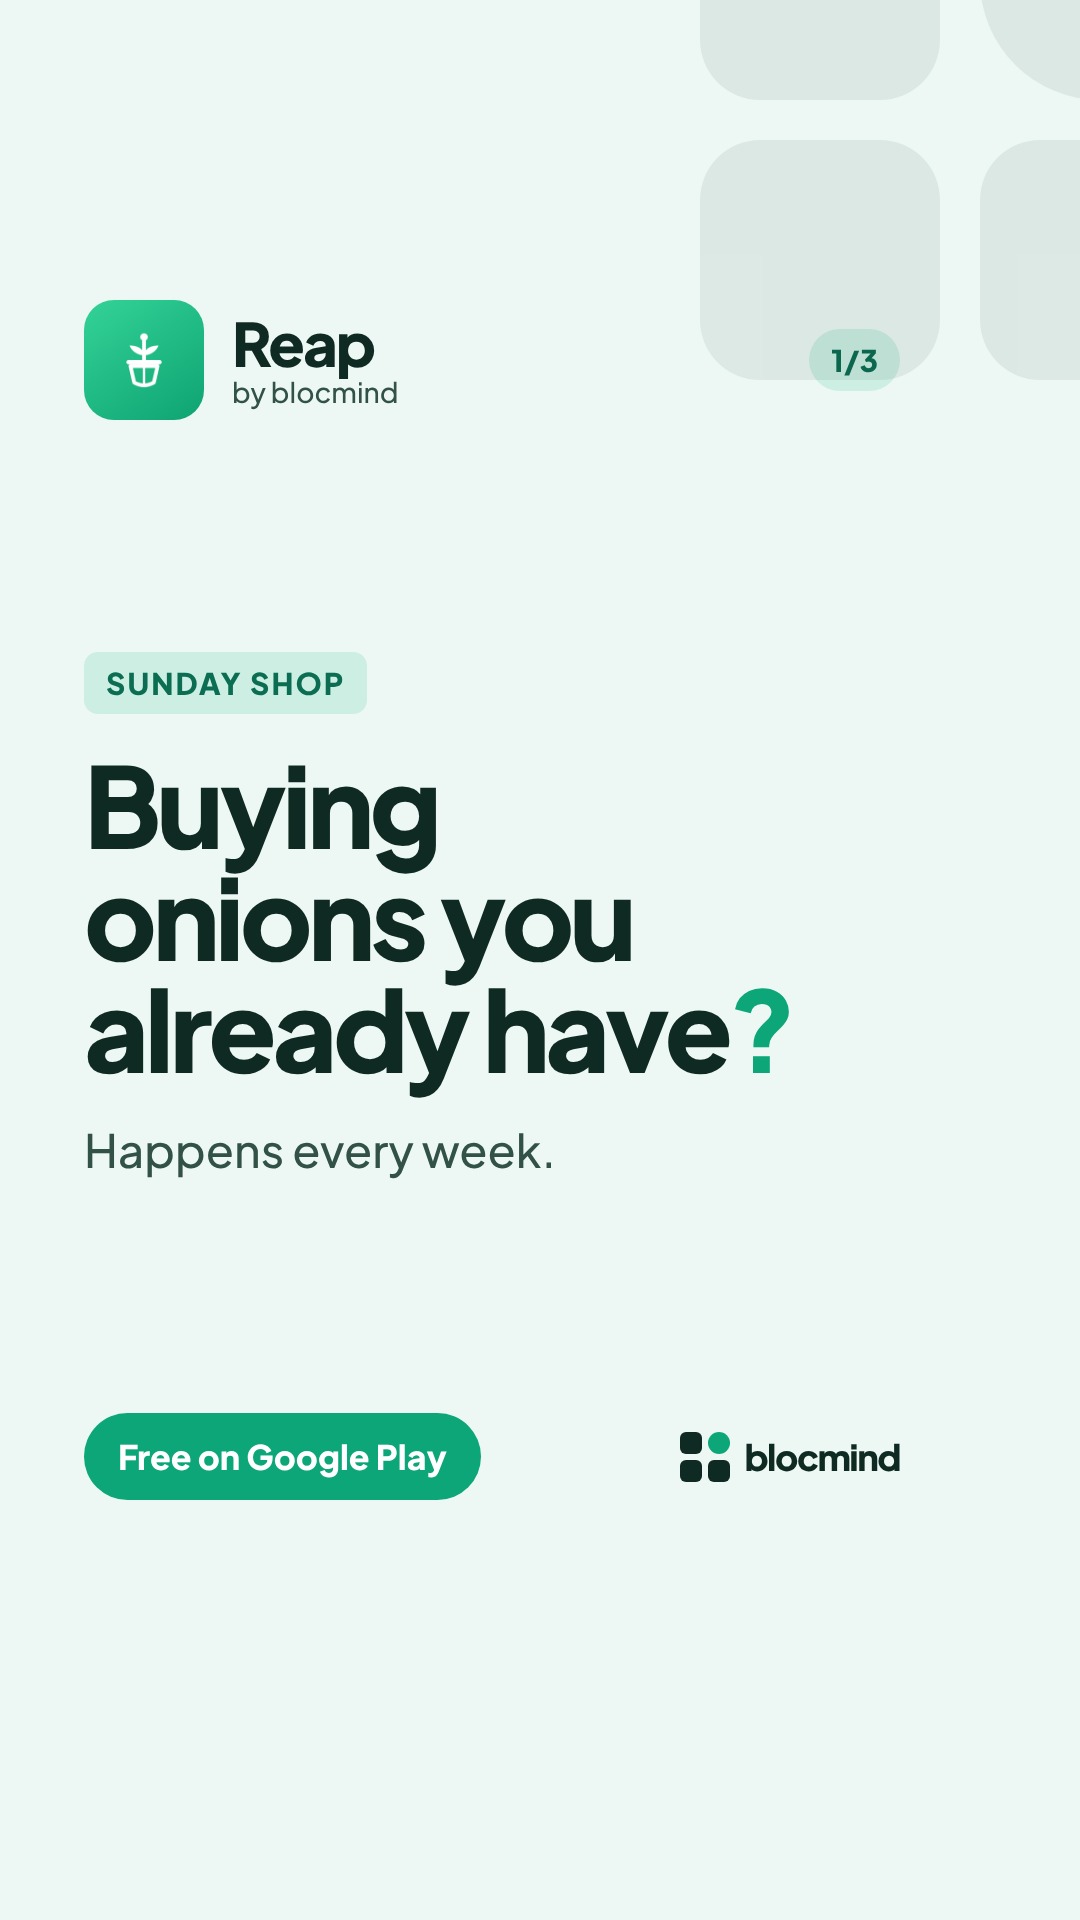 Reap
by blocmind
1/3
SUNDAY SHOP
Buying
onions you
already have?
Happens every week.
Free on Google Play
blocmind